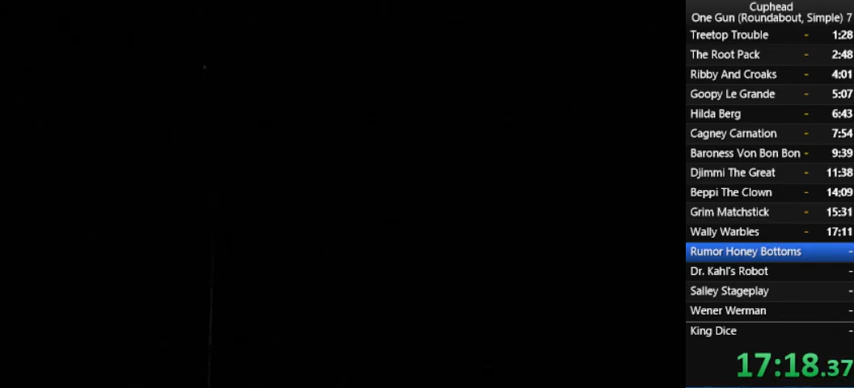 Cuphead
One Gun (Roundabout, Simple) 7
Treetop Trouble - 1:28
The Root Pack - 2:48
Ribby And Croaks - 4:01
Goopy Le Grande - 5:07
Hilda Berg - 6:43
Cagney Carnation - 7:54
Baroness Von Bon Bon - 9:39
Djimmi The Great - 11:38
Beppi The Clown - 14:09
Grim Matchstick - 15:31
Wally Warbles - 17:11
Rumor Honey Bottoms -
Dr. Kahl's Robot -
Salley Stageplay -
Wener Werman -
King Dice -
17:18.37